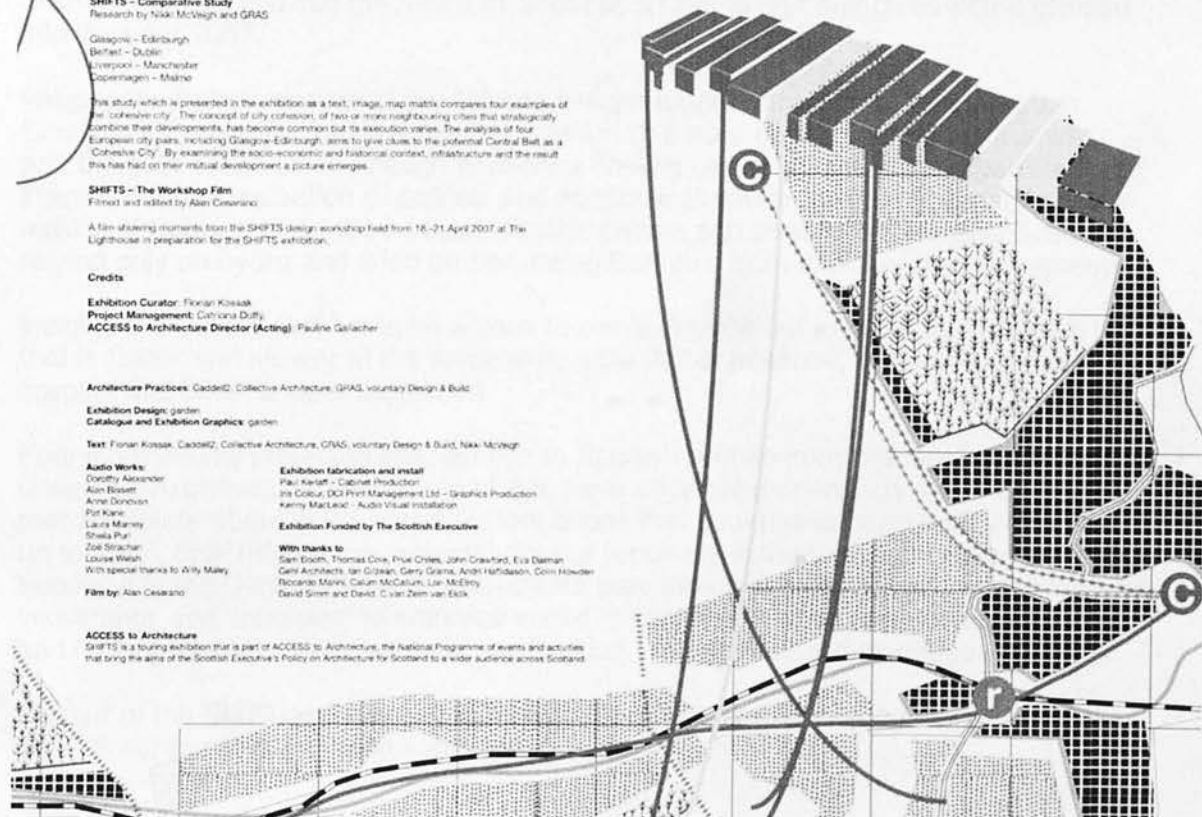 SHIFTS – Comparative Study
Research by Nikki McVeigh and GRAS
Glasgow – Edinburgh
Belfast – Dublin
Liverpool – Manchester
Copenhagen – Malmo
This study which is presented in the exhibition as a text, image, map matrix compares four examples of
the 'cohesive city'. The concept of city cohesion, of two or more neighbouring cities that strategically
combine their developments, has become common but its execution varies. The analysis of four
European city pairs, including Glasgow-Edinburgh, aims to give clues to the potential Central Belt as a
'Cohesive City'. By examining the socio-economic and historical context, infrastructure and the result
this has had on their mutual development a picture emerges.
SHIFTS – The Workshop Film
Filmed and edited by Alan Cesarano
A film showing moments from the SHIFTS design workshop held from 18–21 April 2007 at The
Lighthouse in preparation for the SHIFTS exhibition.
Credits
Exhibition Curator: Florian Kossak
Project Management: Catriona Duffy
ACCESS to Architecture Director (Acting): Pauline Gallacher
Architecture Practices: Caddell2, Collective Architecture, GRAS, voluntary Design & Build
Exhibition Design: garden
Catalogue and Exhibition Graphics: garden
Text: Florian Kossak, Caddell2, Collective Architecture, GRAS, voluntary Design & Build, Nikki McVeigh
Audio Works:
Dorothy Alexander
Alan Bissett
Anne Donovan
Pat Kane
Laura Marney
Sheila Puri
Zoë Strachan
Louise Welsh
With special thanks to Willy Maley
Film by: Alan Cesarano
Exhibition fabrication and install
Paul Keraff – Cabinet Production
Iris Colour, DCI Print Management Ltd – Graphics Production
Kenny MacLeod - Audio Visual Installation
Exhibition Funded by The Scottish Executive
With thanks to
Sam Booth, Thomas Coe, Prue Chiles, John Crawford, Eva Diarman
Gehl Architects, Ian Gilzean, Gerry Grams, Andri Haflidason, Colin Howden
Riccardo Marini, Calum McCallum, Lian McElroy
David Simm and David. C. van Zeim van Eldk
ACCESS to Architecture
SHIFTS is a touring exhibition that is part of ACCESS to Architecture, the National Programme of events and activities
that bring the aims of the Scottish Executive's Policy on Architecture for Scotland to a wider audience across Scotland
C
C
r